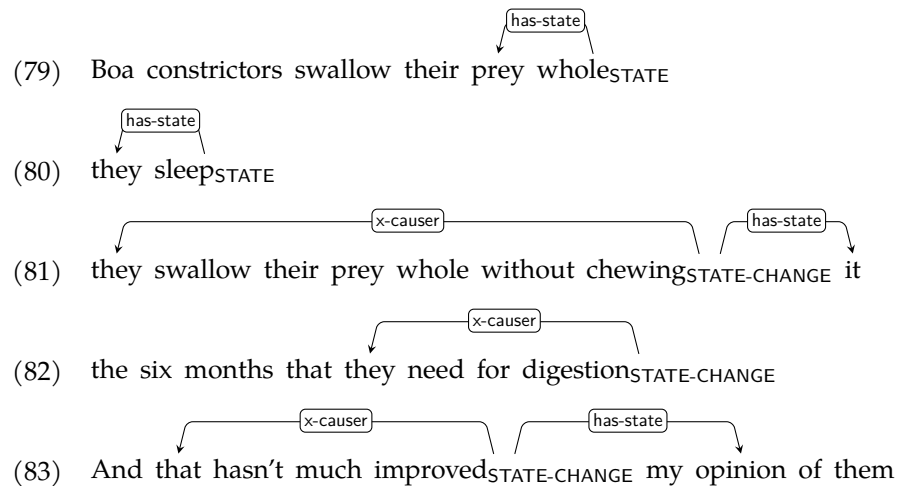 has-state
(79) Boa constrictors swallow their prey wholeSTATE
has-state
(80) they sleepSTATE
x-causer has-state
(81) they swallow their prey whole without chewingSTATE-CHANGE it
x-causer
(82) the six months that they need for digestionSTATE-CHANGE
x-causer has-state
(83) And that hasn't much improvedSTATE-CHANGE my opinion of them